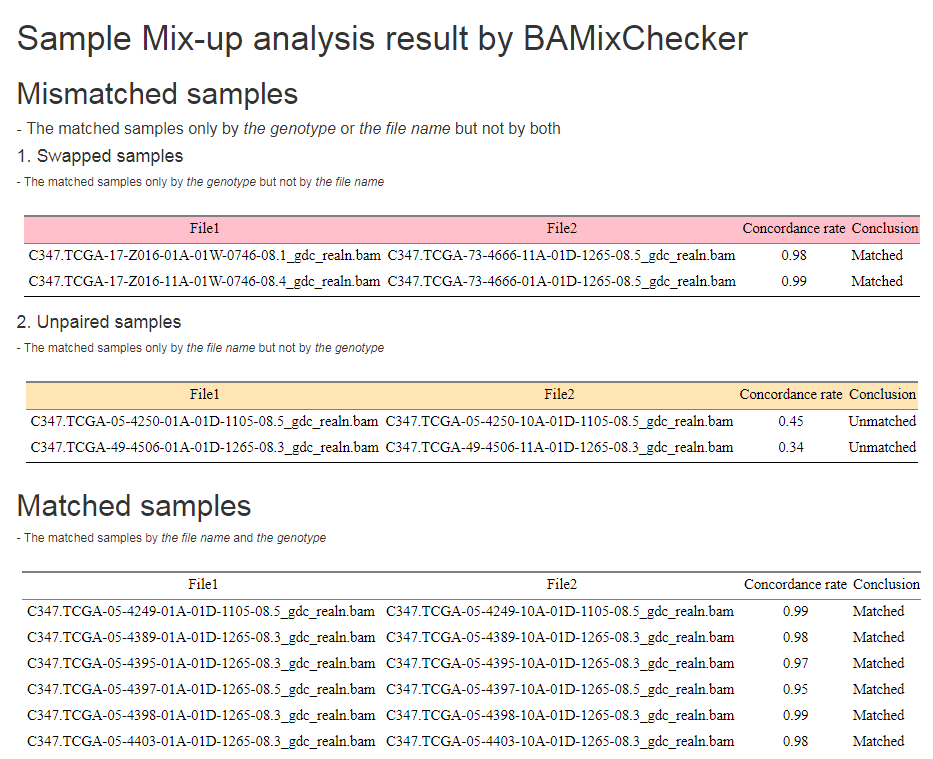 Sample Mix-up analysis result by BAMixChecker
Mismatched samples
- The matched samples only by the genotype or the file name but not by both
1. Swapped samples
- The matched samples only by the genotype but not by the file name
File1 File2 Concordance rate Conclusion
C347.TCGA-17-Z016-01A-01W-0746-08.1_gdc_realn.bam C347.TCGA-73-4666-11A-01D-1265-08.5_gdc_realn.bam 0.98 Matched
C347.TCGA-17-Z016-11A-01W-0746-08.4_gdc_realn.bam C347.TCGA-73-4666-01A-01D-1265-08.5_gdc_realn.bam 0.99 Matched
2. Unpaired samples
- The matched samples only by the file name but not by the genotype
File1 File2 Concordance rate Conclusion
C347.TCGA-05-4250-01A-01D-1105-08.5_gdc_realn.bam C347.TCGA-05-4250-10A-01D-1105-08.5_gdc_realn.bam 0.45 Unmatched
C347.TCGA-49-4506-01A-01D-1265-08.3_gdc_realn.bam C347.TCGA-49-4506-11A-01D-1265-08.3_gdc_realn.bam 0.34 Unmatched
Matched samples
- The matched samples by the file name and the genotype
File1 File2 Concordance rate Conclusion
C347.TCGA-05-4249-01A-01D-1105-08.5_gdc_realn.bam C347.TCGA-05-4249-10A-01D-1105-08.5_gdc_realn.bam 0.99 Matched
C347.TCGA-05-4389-01A-01D-1265-08.3_gdc_realn.bam C347.TCGA-05-4389-10A-01D-1265-08.3_gdc_realn.bam 0.98 Matched
C347.TCGA-05-4395-01A-01D-1265-08.3_gdc_realn.bam C347.TCGA-05-4395-10A-01D-1265-08.3_gdc_realn.bam 0.97 Matched
C347.TCGA-05-4397-01A-01D-1265-08.5_gdc_realn.bam C347.TCGA-05-4397-10A-01D-1265-08.5_gdc_realn.bam 0.95 Matched
C347.TCGA-05-4398-01A-01D-1265-08.3_gdc_realn.bam C347.TCGA-05-4398-10A-01D-1265-08.3_gdc_realn.bam 0.99 Matched
C347.TCGA-05-4403-01A-01D-1265-08.3_gdc_realn.bam C347.TCGA-05-4403-10A-01D-1265-08.3_gdc_realn.bam 0.98 Matched